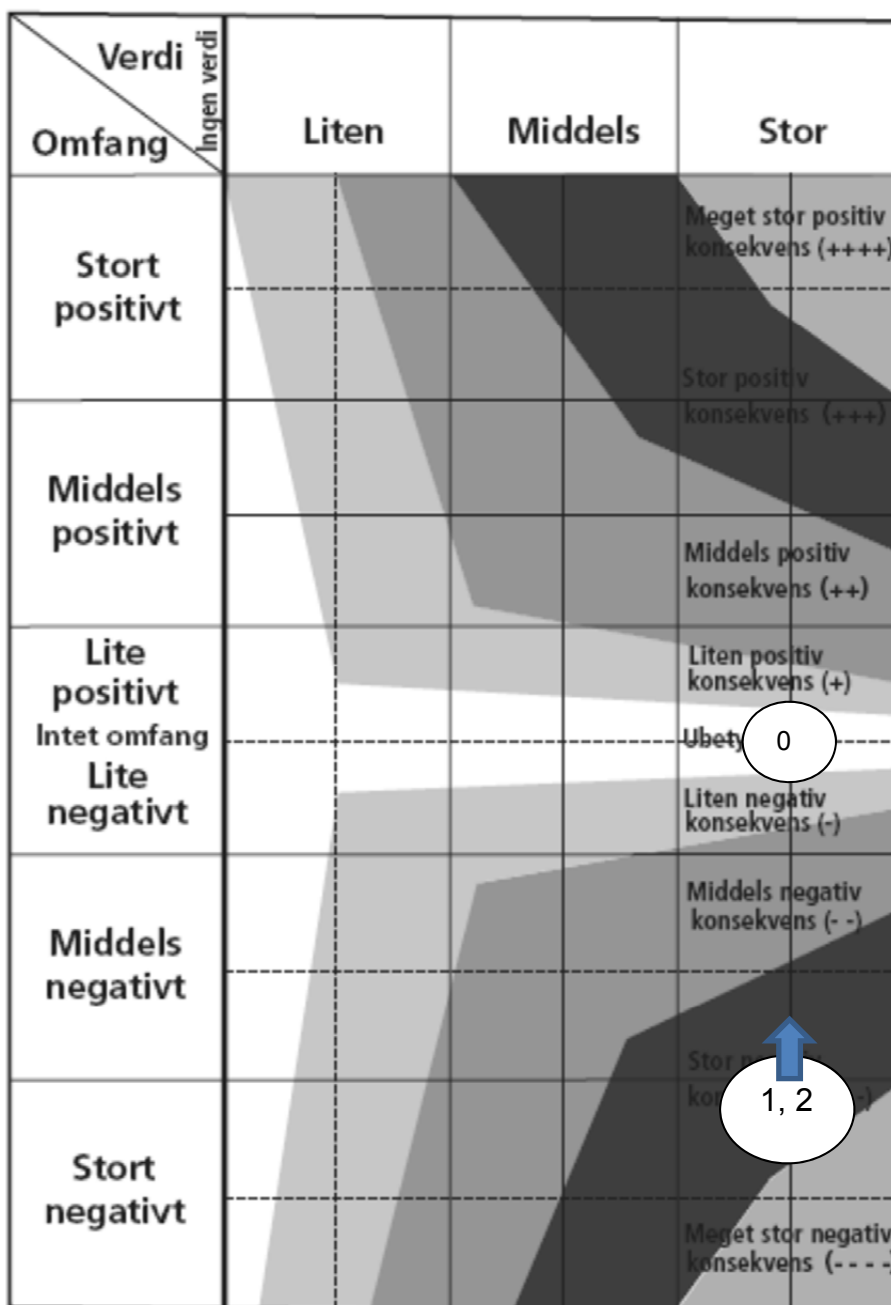 Verdi
Ingen verdi
Omfang
Liten
Middels
Stor
Stort
positivt
Meget stor positiv
konsekvens (++++)
Stor positiv
konsekvens (+++)
Middels
positivt
Middels positiv
konsekvens (++)
Lite
positivt
Liten positiv
konsekvens (+)
Intet omfang
0
Lite
negativt
Liten negativ
konsekvens (-)
Middels
negativt
Middels negativ
konsekvens (- -)
Stor
1, 2
Stort
negativt
Meget stor negativ
konsekvens (- - - -)